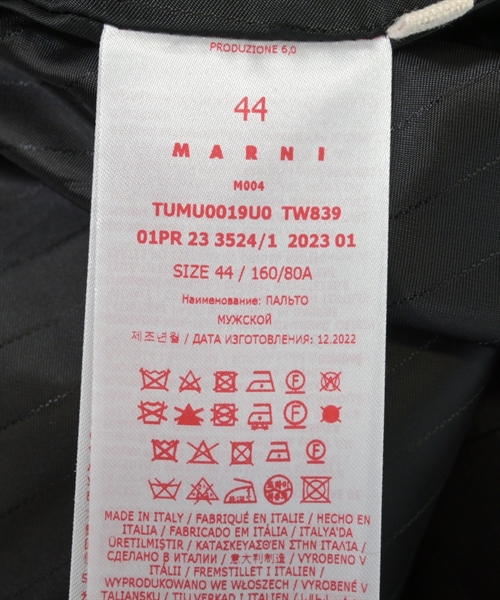 PRODUZIONE 6,0
44
MARNI
M004
TUMU0019U0 TW839
01PR 23 3524/1 2023 01
SIZE 44 / 160/80A
Наименование: ПАЛЬТО
МУЖСКОЙ
제조년월 / ДАТА ИЗГОТОВЛЕНИЯ: 12.2022
MADE IN ITALY / FABRIQUÉ EN ITALIE / HECHO EN
ITALIA / FABRICADO EM ITÁLIA / ITALYA'DA
ÜRETILMIŞTIR / ΚΑΤΑΣΚΕΥΑΣΘΕΝ ΣΤΗΝ ΙΤΑΛΙΑ /
СДЕЛАНО В ИТАЛИИ / 意大利制造 / VYROBENO V
ITÁLII / FREMSTILLET I ITALIEN /
WYPRODUKOWANO WE WŁOSZECH / VYROBENÉ V
TALIANSKU / TILLVERKAD I ITALIEN /